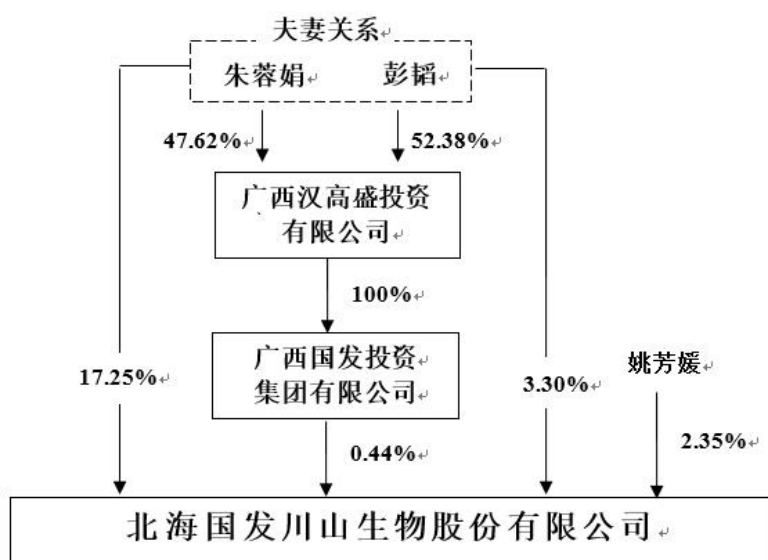 夫妻关系
朱蓉娟 彭韬
47.62% 52.38%
广西汉高盛投资
有限公司
100%
广西国发投资
集团有限公司
姚芳媛
17.25%
3.30%
0.44%
2.35%
北海国发川山生物股份有限公司